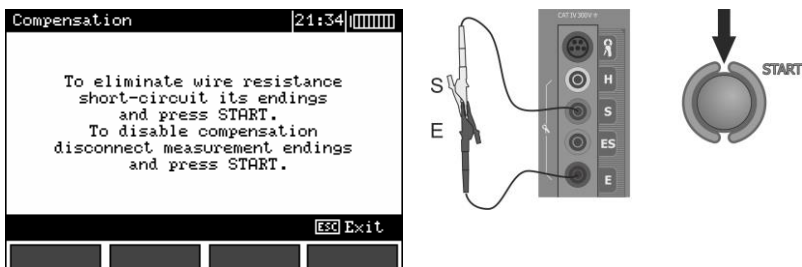 Compensation 21:34
To eliminate wire resistance
short-circuit its endings
and press START.
To disable compensation
disconnect measurement endings
and press START.
ESC Exit
S
E
CAT IV 300V
H
S
ES
E
START